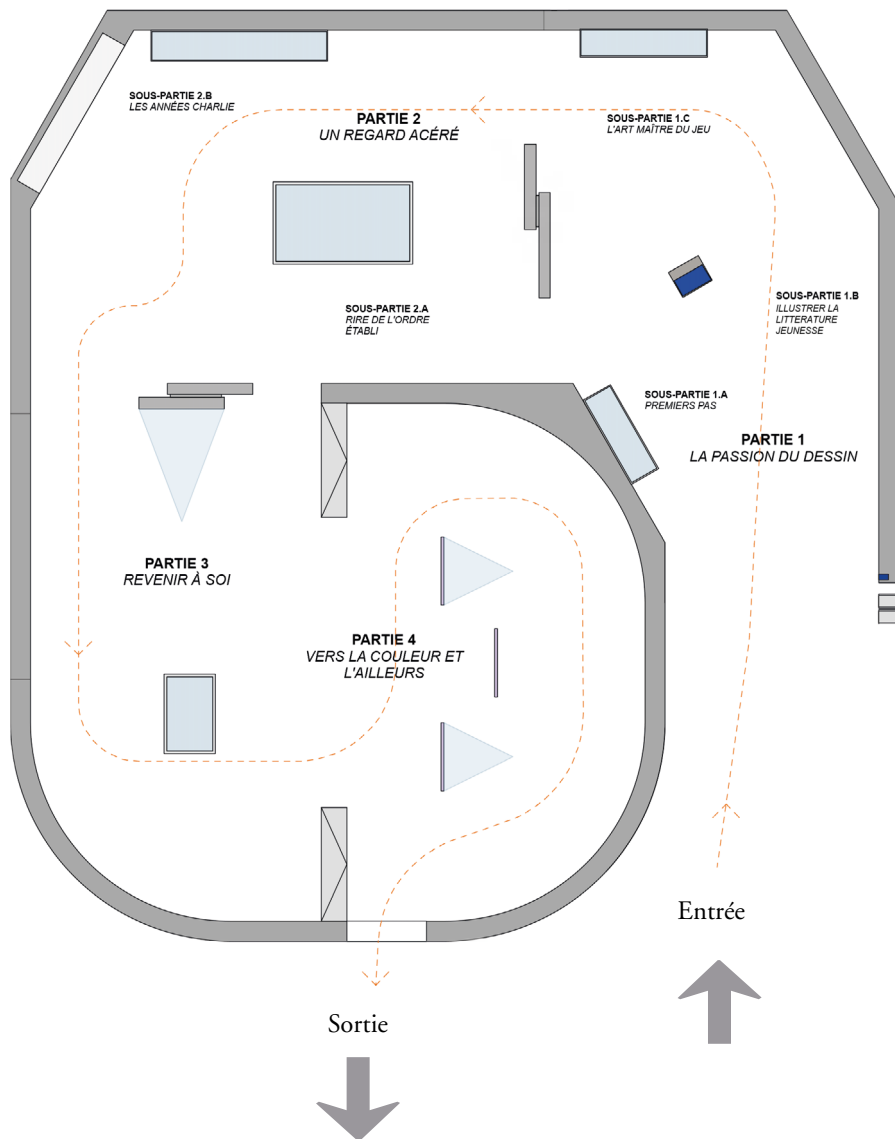 SOUS-PARTIE 2.B
LES ANNÉES CHARLIE
PARTIE 2
UN REGARD ACÉRÉ
SOUS-PARTIE 1.C
L'ART MAÎTRE DU JEU
SOUS-PARTIE 2.A
RIRE DE L'ORDRE
ÉTABLI
SOUS-PARTIE 1.B
ILLUSTRER LA
LITTERATURE
JEUNESSE
SOUS-PARTIE 1.A
PREMIERS PAS
PARTIE 1
LA PASSION DU DESSIN
PARTIE 3
REVENIR À SOI
PARTIE 4
VERS LA COULEUR ET
L'AILLEURS
Entrée
Sortie